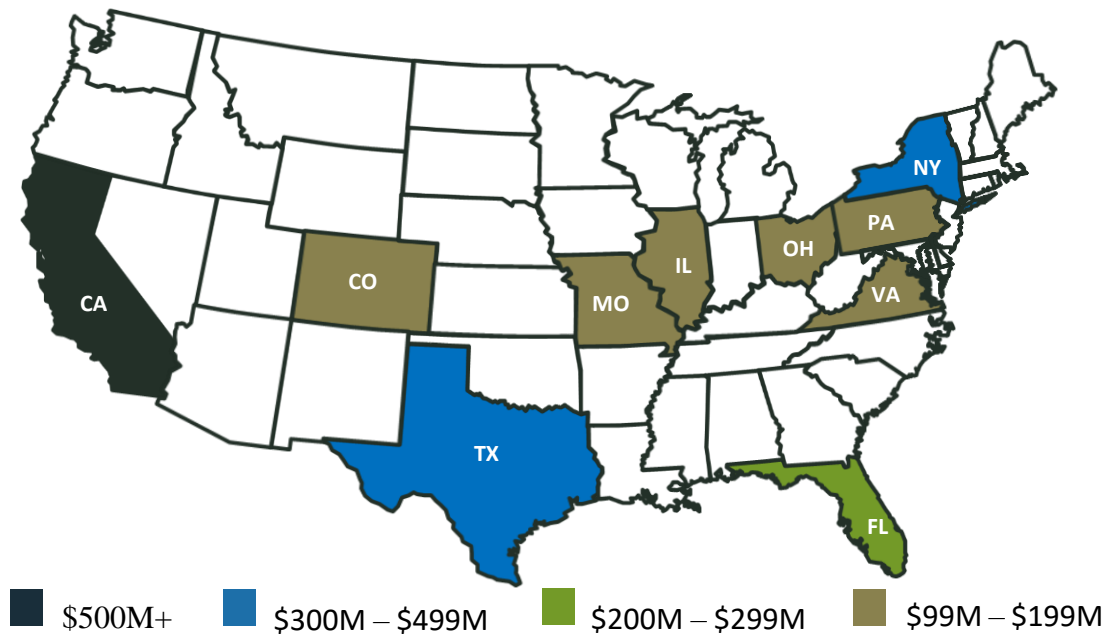 NY
PA
OH
IL
CO
VA
MO
CA
TX
FL
$500M+ $300M – $499M $200M – $299M $99M – $199M